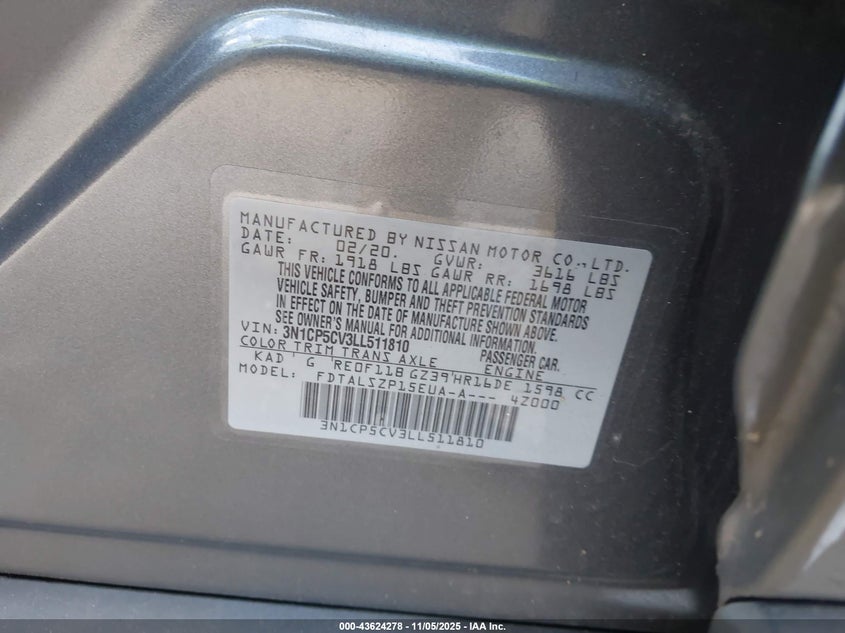 MANUFACTURED BY NISSAN MOTOR CO., LTD.
DATE: 02/20. GVWR: 3616 LBS
GAWR FR: 1918 LBS GAWR RR: 1698 LBS
THIS VEHICLE CONFORMS TO ALL APPLICABLE FEDERAL MOTOR
VEHICLE SAFETY, BUMPER AND THEFT PREVENTION STANDARDS
IN EFFECT ON THE DATE OF MANUFACTURE SHOWN ABOVE.
SEE OWNER'S MANUAL FOR ADDITIONAL INFORMATION.
VIN: 3N1CP5CV3LL511810 PASSENGER CAR.
COLOR TRIM TRANS AXLE ENGINE
KAD ' G 'RE0F11B GZ39'HR16DE 1598 CC
MODEL: FDTALSZP15EUA-A--- 4Z000
3N1CP5CV3LL511810
000-43624278 - 11/05/2025 - IAA Inc.